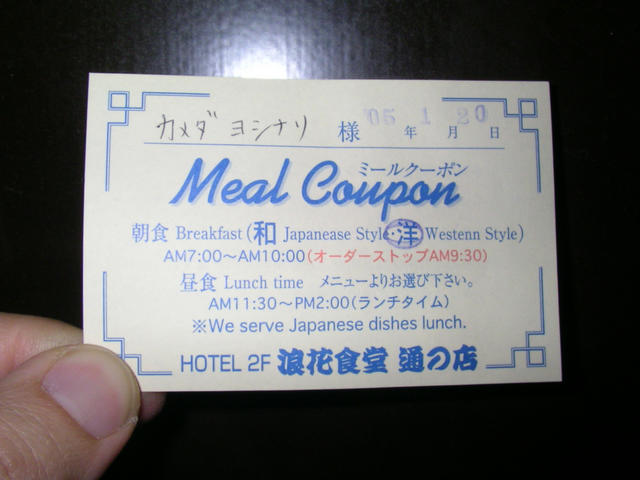 カメダ ヨシナリ 様 '05年 1月 20日
ミールクーポン
Meal Coupon
朝食 Breakfast (和 Japanease Style・洋 Westenn Style)
AM7:00～AM10:00(オーダーストップAM9:30)
昼食 Lunch time メニューよりお選び下さい。
AM11:30～PM2:00(ランチタイム)
※We serve Japanese dishes lunch.
HOTEL 2F 浪花食堂 通の店